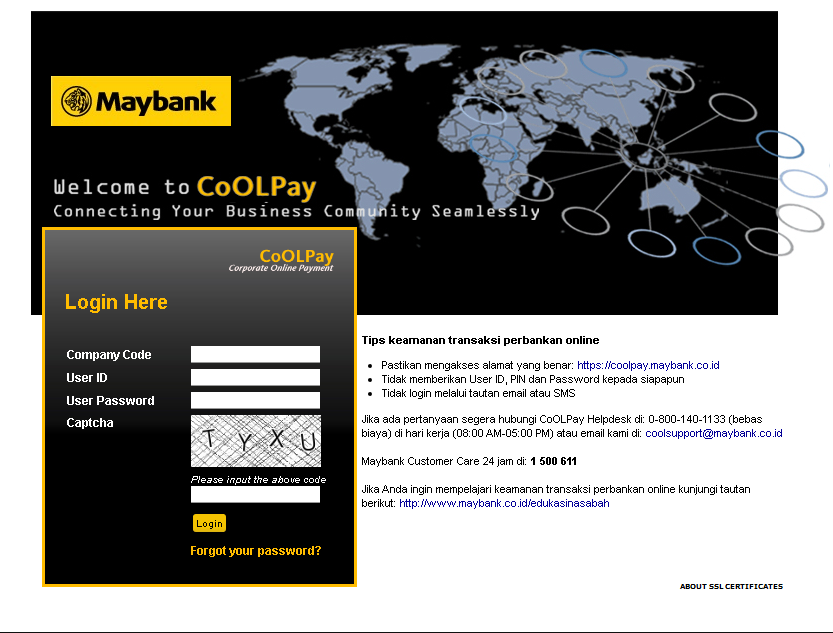 Maybank
Welcome to CoOLPay
Connecting Your Business Community Seamlessly
CoOLPay
Corporate Online Payment
Login Here
Company Code
User ID
User Password
Captcha
T Y X U
Please input the above code
Login
Forgot your password?
Tips keamanan transaksi perbankan online
Pastikan mengakses alamat yang benar: https://coolpay.maybank.co.id
Tidak memberikan User ID, PIN dan Password kepada siapapun
Tidak login melalui tautan email atau SMS
Jika ada pertanyaan segera hubungi CoOLPay Helpdesk di: 0-800-140-1133 (bebas
biaya) di hari kerja (08:00 AM-05:00 PM) atau email kami di: coolsupport@maybank.co.id
Maybank Customer Care 24 jam di: 1 500 611
Jika Anda ingin mempelajari keamanan transaksi perbankan online kunjungi tautan
berikut: http://www.maybank.co.id/edukasinasabah
ABOUT SSL CERTIFICATES